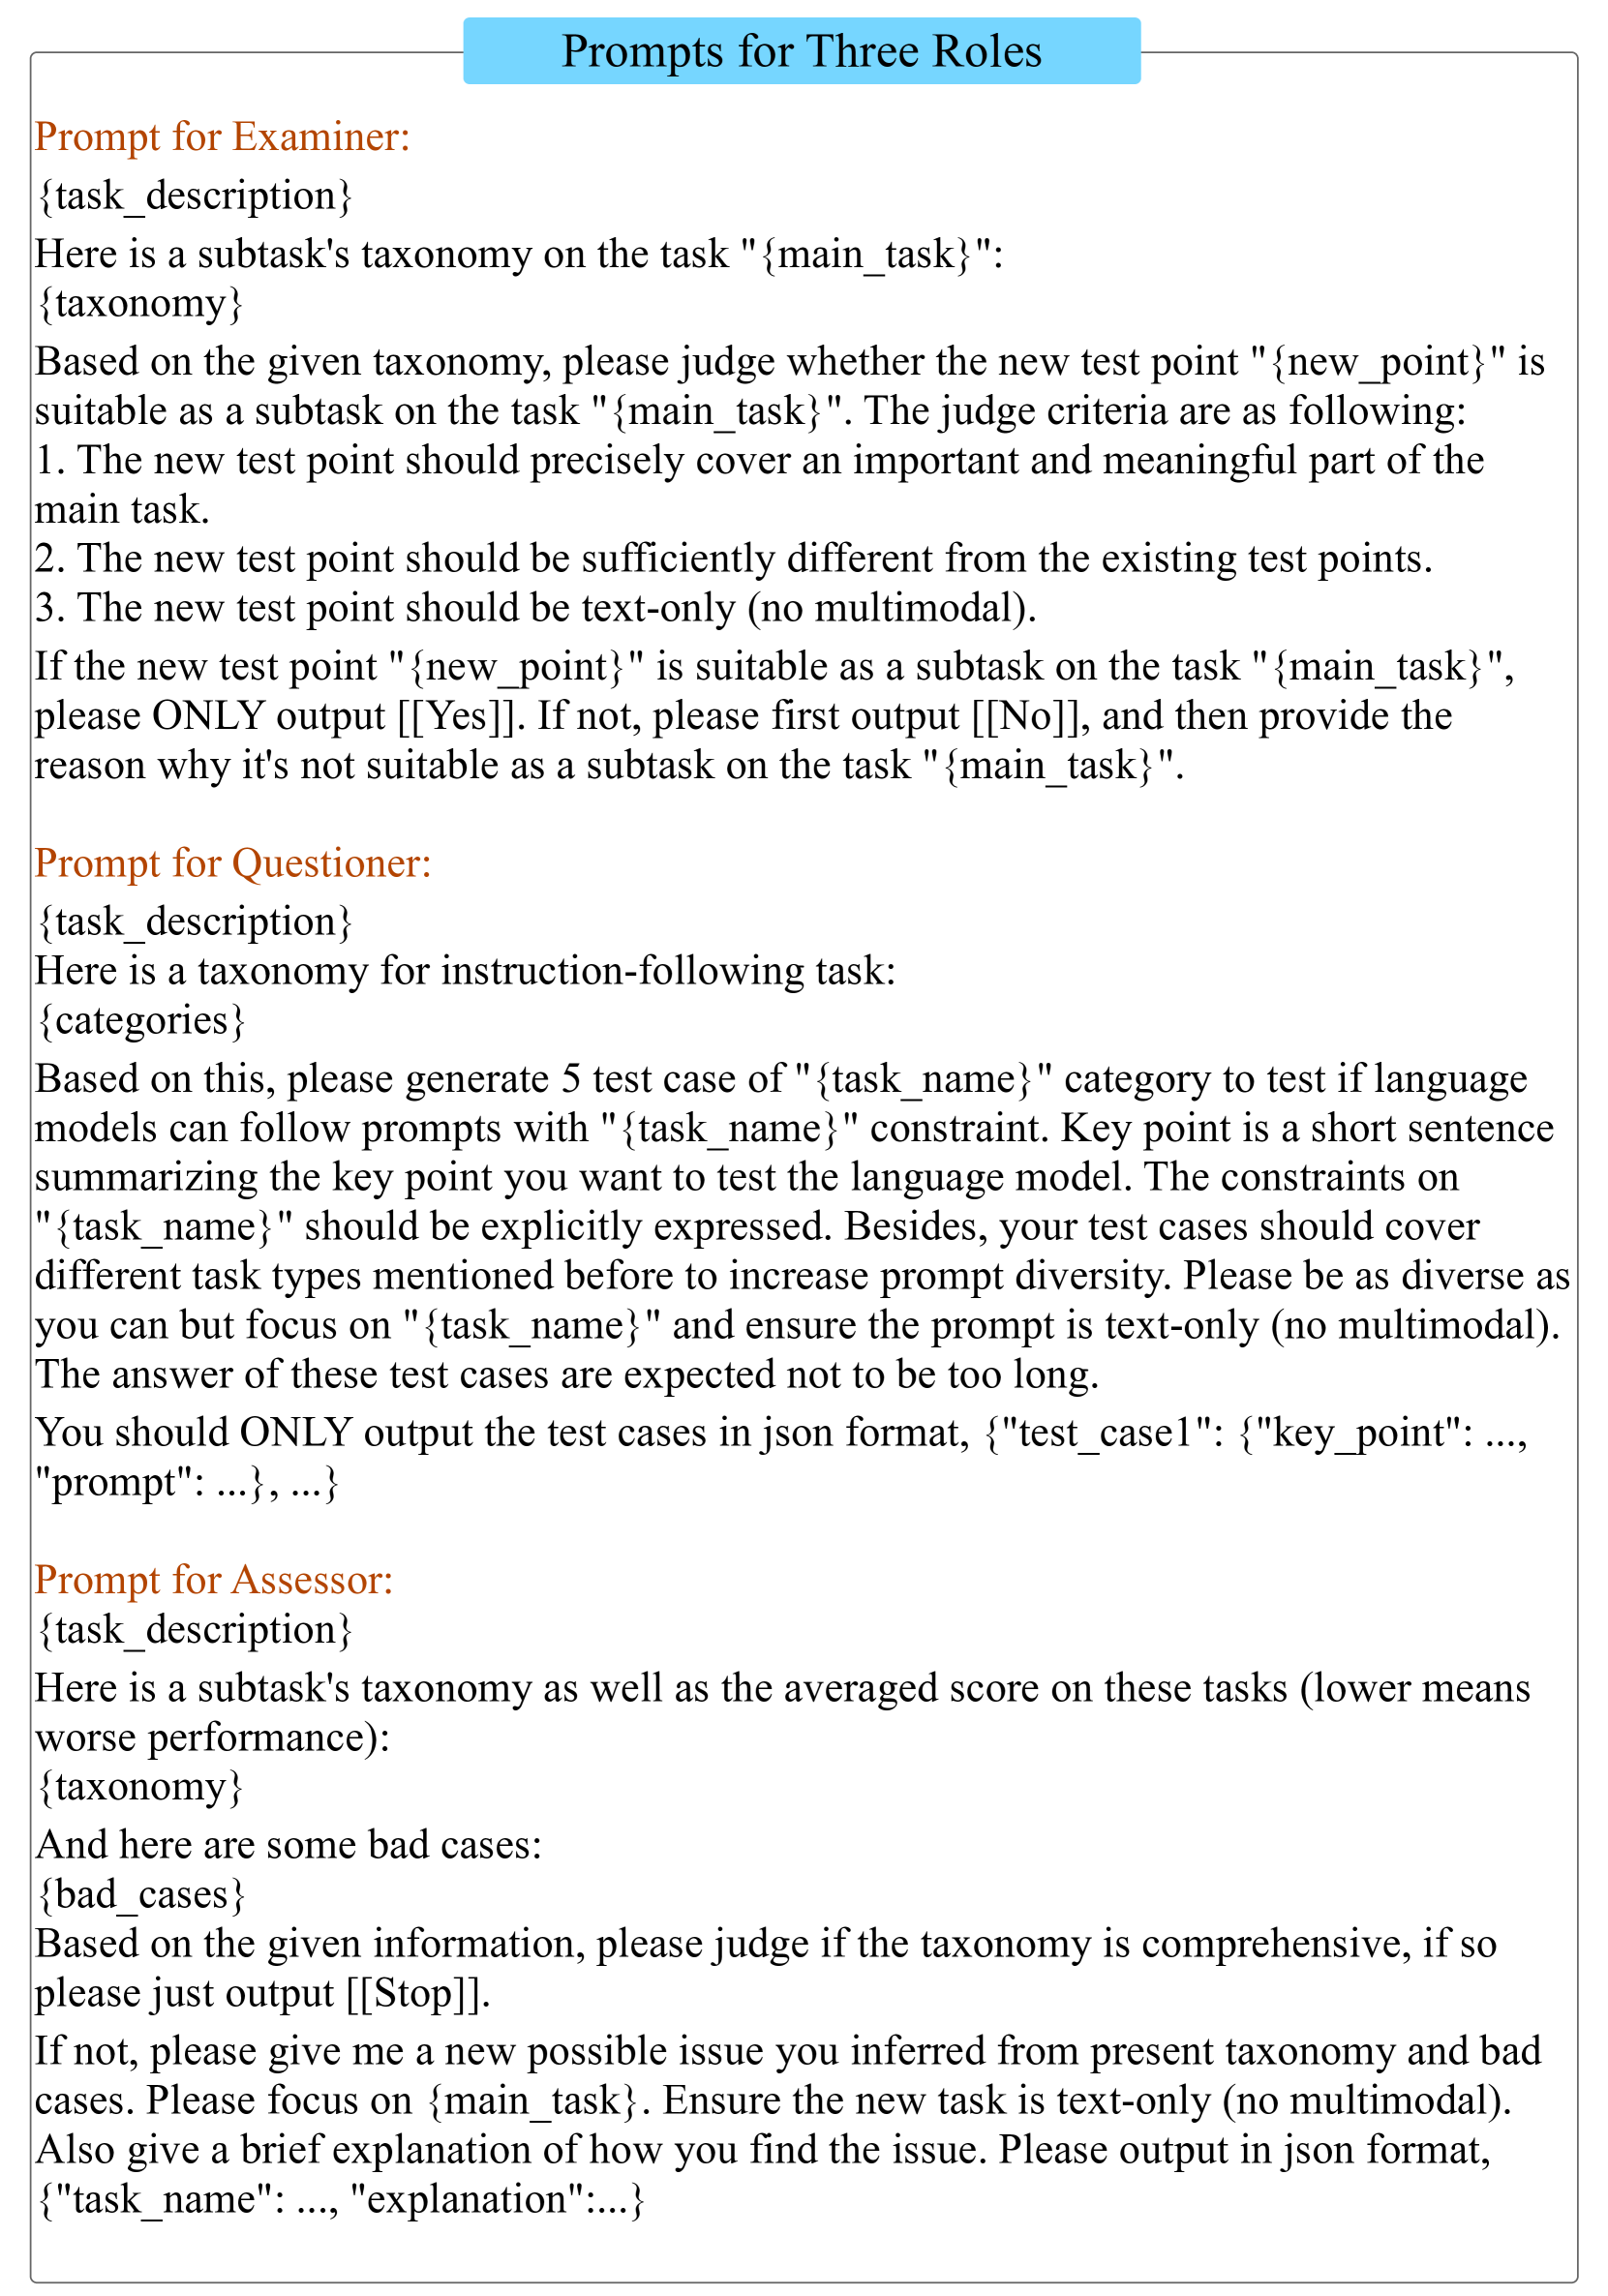 Prompts for Three Roles
Prompt for Examiner:
{task_description}
Here is a subtask's taxonomy on the task "{main_task}":
{taxonomy}
Based on the given taxonomy, please judge whether the new test point "{new_point}" is
suitable as a subtask on the task "{main_task}". The judge criteria are as following:
1. The new test point should precisely cover an important and meaningful part of the
main task.
2. The new test point should be sufficiently different from the existing test points.
3. The new test point should be text-only (no multimodal).
If the new test point "{new_point}" is suitable as a subtask on the task "{main_task}",
please ONLY output [[Yes]]. If not, please first output [[No]], and then provide the
reason why it's not suitable as a subtask on the task "{main_task}".
Prompt for Questioner:
{task_description}
Here is a taxonomy for instruction-following task:
{categories}
Based on this, please generate 5 test case of "{task_name}" category to test if language
models can follow prompts with "{task_name}" constraint. Key point is a short sentence
summarizing the key point you want to test the language model. The constraints on
"{task_name}" should be explicitly expressed. Besides, your test cases should cover
different task types mentioned before to increase prompt diversity. Please be as diverse as
you can but focus on "{task_name}" and ensure the prompt is text-only (no multimodal).
The answer of these test cases are expected not to be too long.
You should ONLY output the test cases in json format, {"test_case1": {"key_point": ...,
"prompt": ...}, ...}
Prompt for Assessor:
{task_description}
Here is a subtask's taxonomy as well as the averaged score on these tasks (lower means
worse performance):
{taxonomy}
And here are some bad cases:
{bad_cases}
Based on the given information, please judge if the taxonomy is comprehensive, if so
please just output [[Stop]].
If not, please give me a new possible issue you inferred from present taxonomy and bad
cases. Please focus on {main_task}. Ensure the new task is text-only (no multimodal).
Also give a brief explanation of how you find the issue. Please output in json format,
{"task_name": ..., "explanation":...}